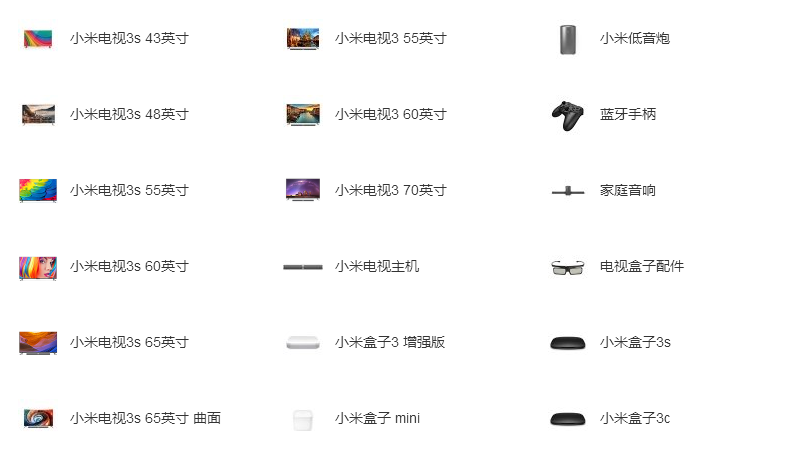 小米电视3s 43英寸
小米电视3 55英寸
小米低音炮
小米电视3s 48英寸
小米电视3 60英寸
蓝牙手柄
小米电视3s 55英寸
小米电视3 70英寸
家庭音响
小米电视3s 60英寸
小米电视主机
电视盒子配件
小米电视3s 65英寸
小米盒子3 增强版
小米盒子3s
小米电视3s 65英寸 曲面
小米盒子 mini
小米盒子3c